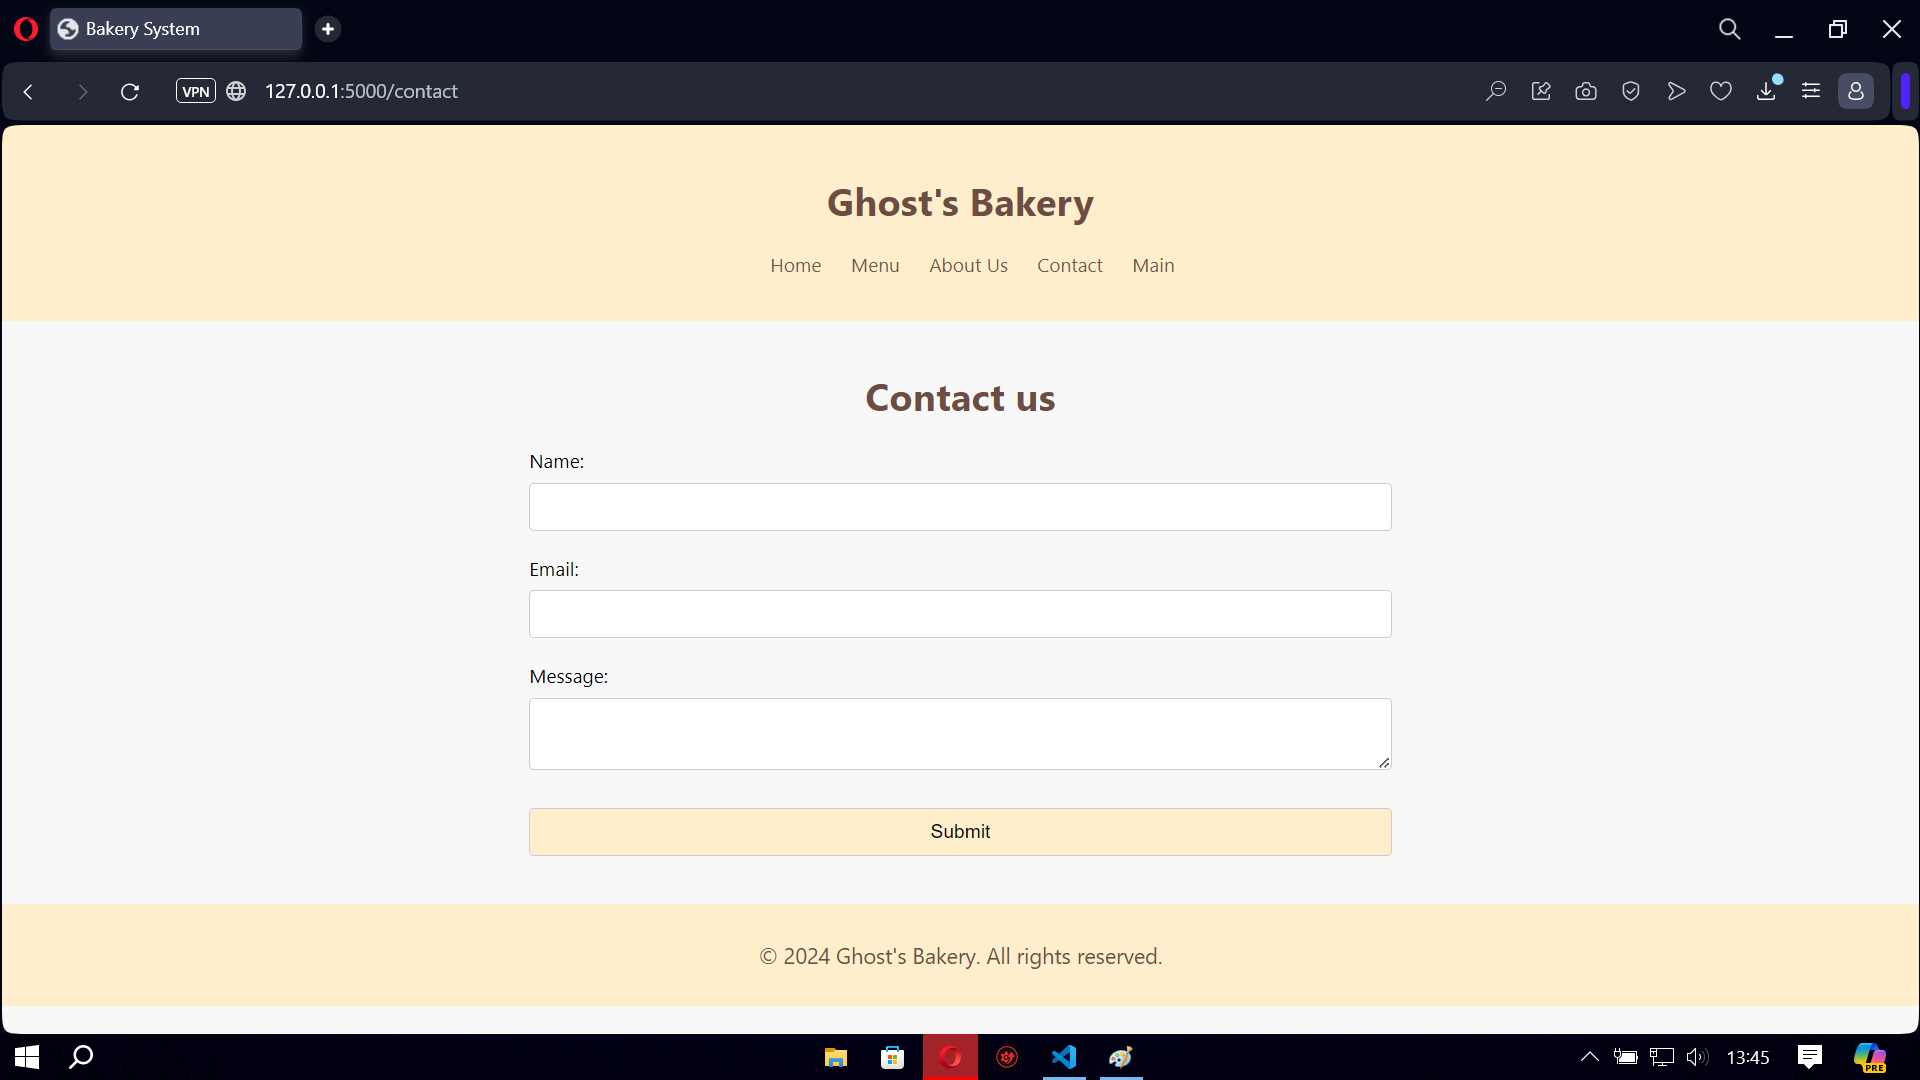 Bakery System
VPN
127.0.0.1:5000/contact
Ghost's Bakery
Home Menu About Us Contact Main
Contact us
Name:
Email:
Message:
Submit
© 2024 Ghost's Bakery. All rights reserved.
13:45
PRE